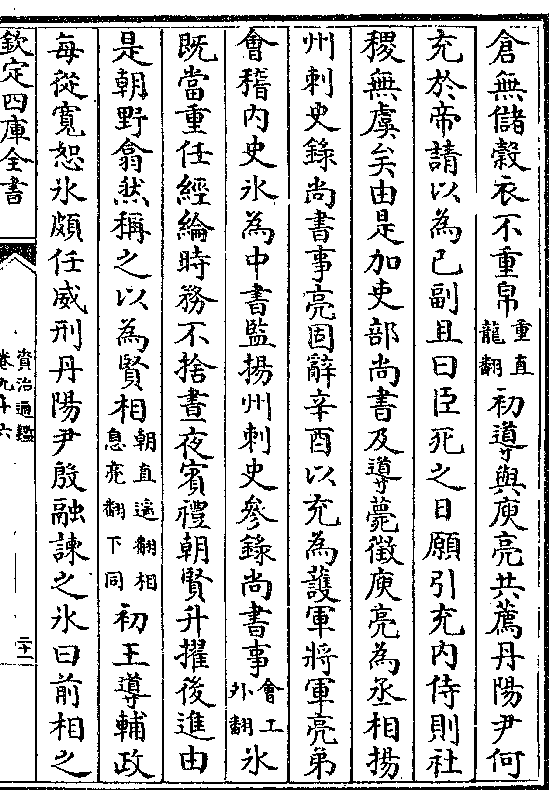 倉無儲穀衣不重帛重直龍翻初導與庾亮共薦丹陽尹何
充於帝請以為己副且曰臣死之日願引充内侍則社
稷無虞矣由是加吏部尚書及導薨徵庾亮為丞相揚
州刺史錄尚書事亮固辭辛酉以充為護軍將軍亮弟
會稽内史氷為中書監揚州刺史參錄尚書事會工外翻氷
既當重任經綸時務不捨晝夜賓禮朝賢升擢後進由
是朝野翕然稱之以為賢相朝直遥翻相息亮翻下同初王導輔政
每從寛恕氷頗任威刑丹陽尹殷融諫之氷曰前相之
欽定四庫全書
資治通鑑
卷九十六
二十一